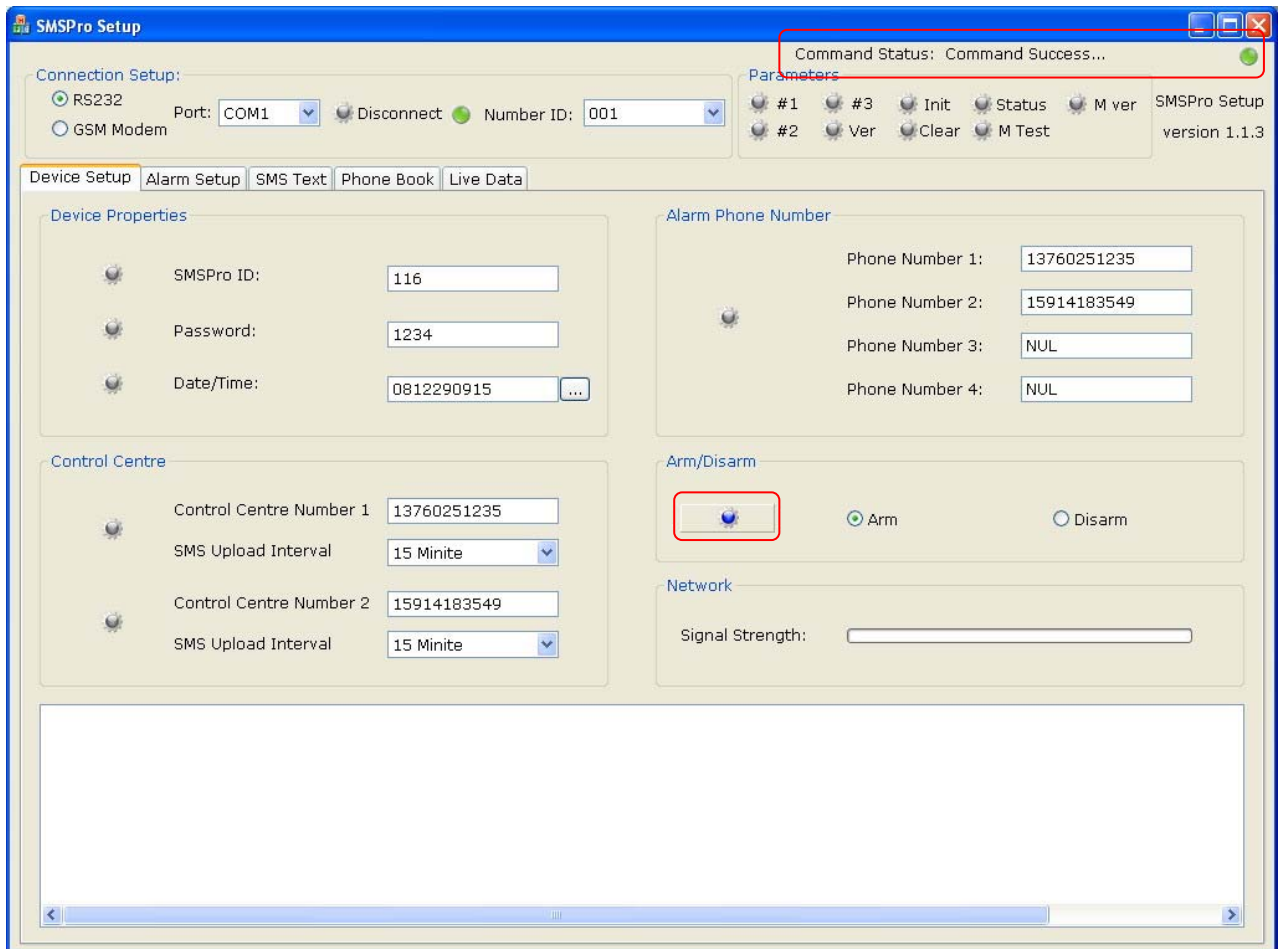 SMSPro Setup
Command Status: Command Success...
Connection Setup:
RS232
GSM Modem
Port: COM1
Disconnect
Number ID: 001
Parameters
#1 #3 Init Status M ver
#2 Ver Clear M Test
SMSPro Setup
version 1.1.3
Device Setup Alarm Setup SMS Text Phone Book Live Data
Device Properties
SMSPro ID: 116
Password: 1234
Date/Time: 0812290915 ...
Alarm Phone Number
Phone Number 1: 13760251235
Phone Number 2: 15914183549
Phone Number 3: NUL
Phone Number 4: NUL
Control Centre
Control Centre Number 1 13760251235
SMS Upload Interval 15 Minite
Control Centre Number 2 15914183549
SMS Upload Interval 15 Minite
Arm/Disarm
Arm Disarm
Network
Signal Strength: